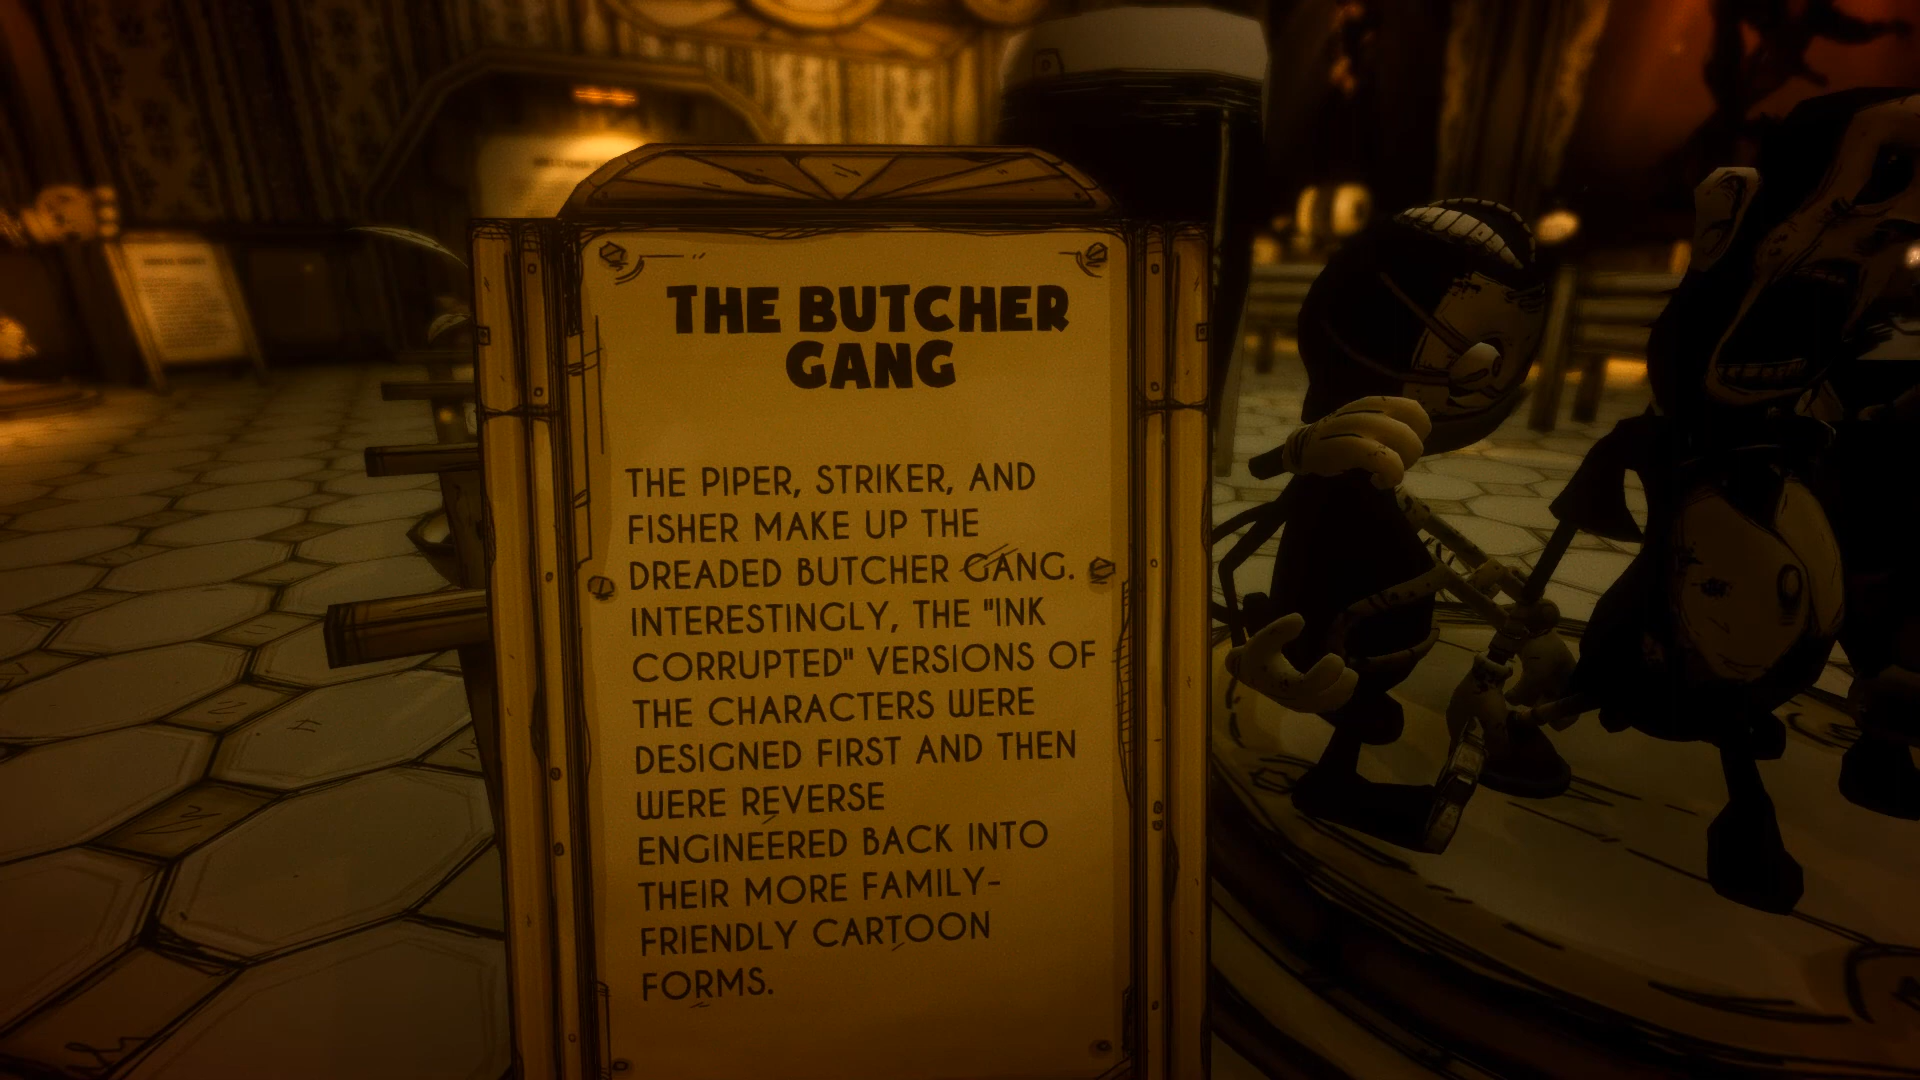 THE BUTCHER
GANG
THE PIPER, STRIKER, AND
FISHER MAKE UP THE
DREADED BUTCHER GANG.
INTERESTINGLY, THE "INK
CORRUPTED" VERSIONS OF
THE CHARACTERS WERE
DESIGNED FIRST AND THEN
WERE REVERSE
ENGINEERED BACK INTO
THEIR MORE FAMILY-
FRIENDLY CARTOON
FORMS.